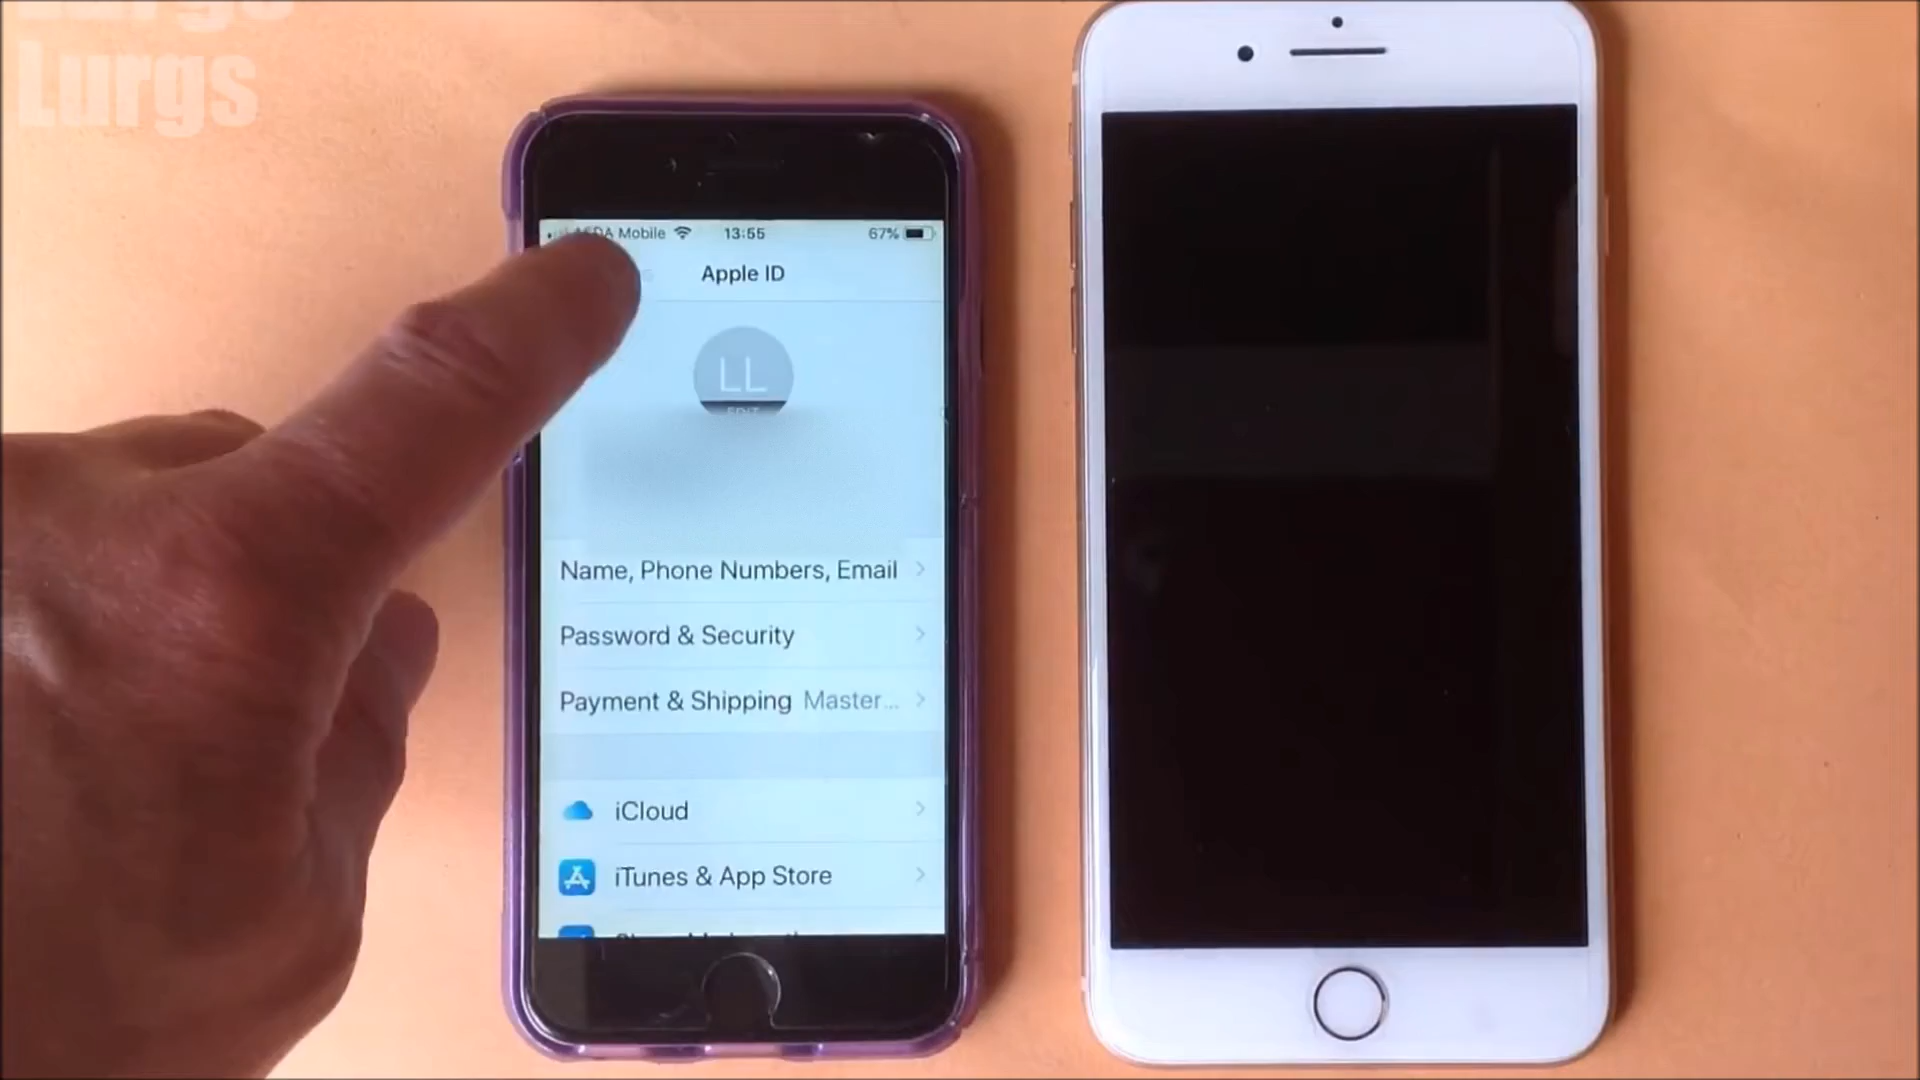 Lurgs
Mobile 13:55 67%
Apple ID
LL
EDIT
Name, Phone Numbers, Email
Password & Security
Payment & Shipping Master...
iCloud
iTunes & App Store